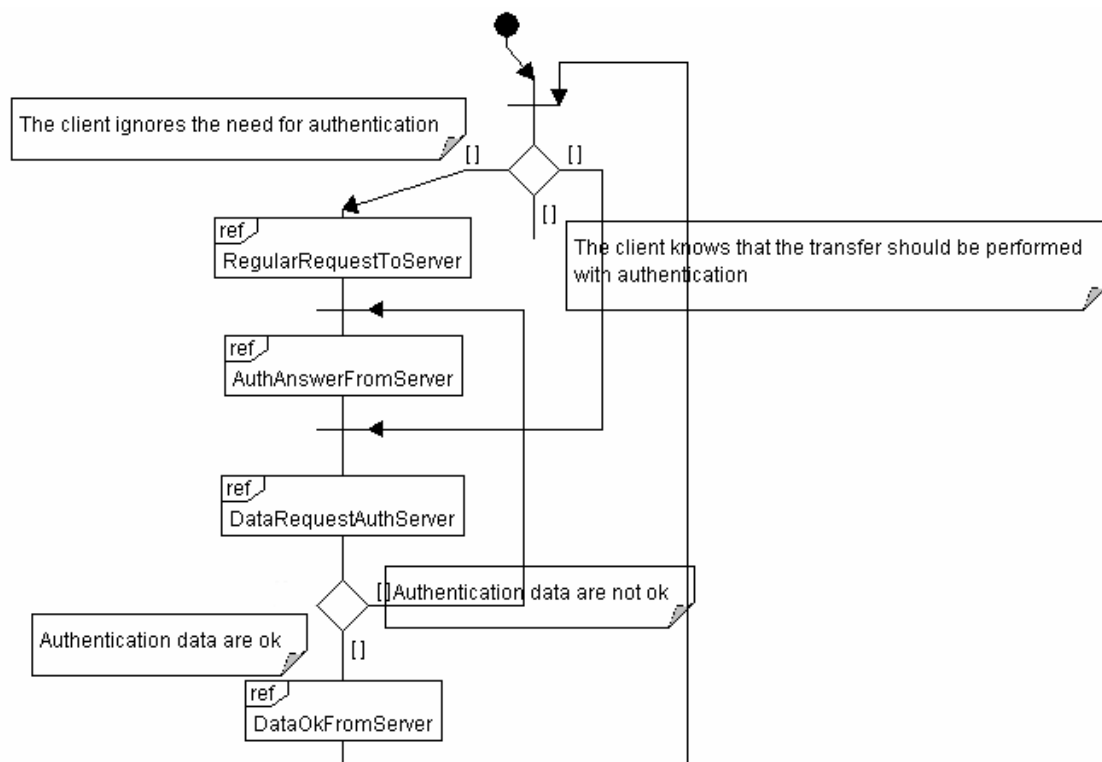 The client ignores the need for authentication
[]
[]
[]
ref
RegularRequestToServer
The client knows that the transfer should be performed
with authentication
ref
AuthAnswerFromServer
ref
DataRequestAuthServer
[]
Authentication data are not ok
Authentication data are ok
[]
ref
DataOkFromServer